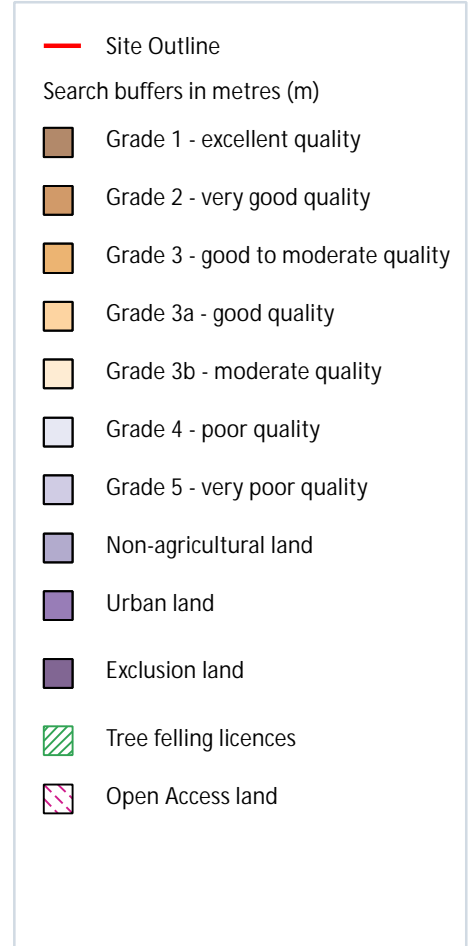 Site Outline
Search buffers in metres (m)
Grade 1 - excellent quality
Grade 2 - very good quality
Grade 3 - good to moderate quality
Grade 3a - good quality
Grade 3b - moderate quality
Grade 4 - poor quality
Grade 5 - very poor quality
Non-agricultural land
Urban land
Exclusion land
Tree felling licences
Open Access land